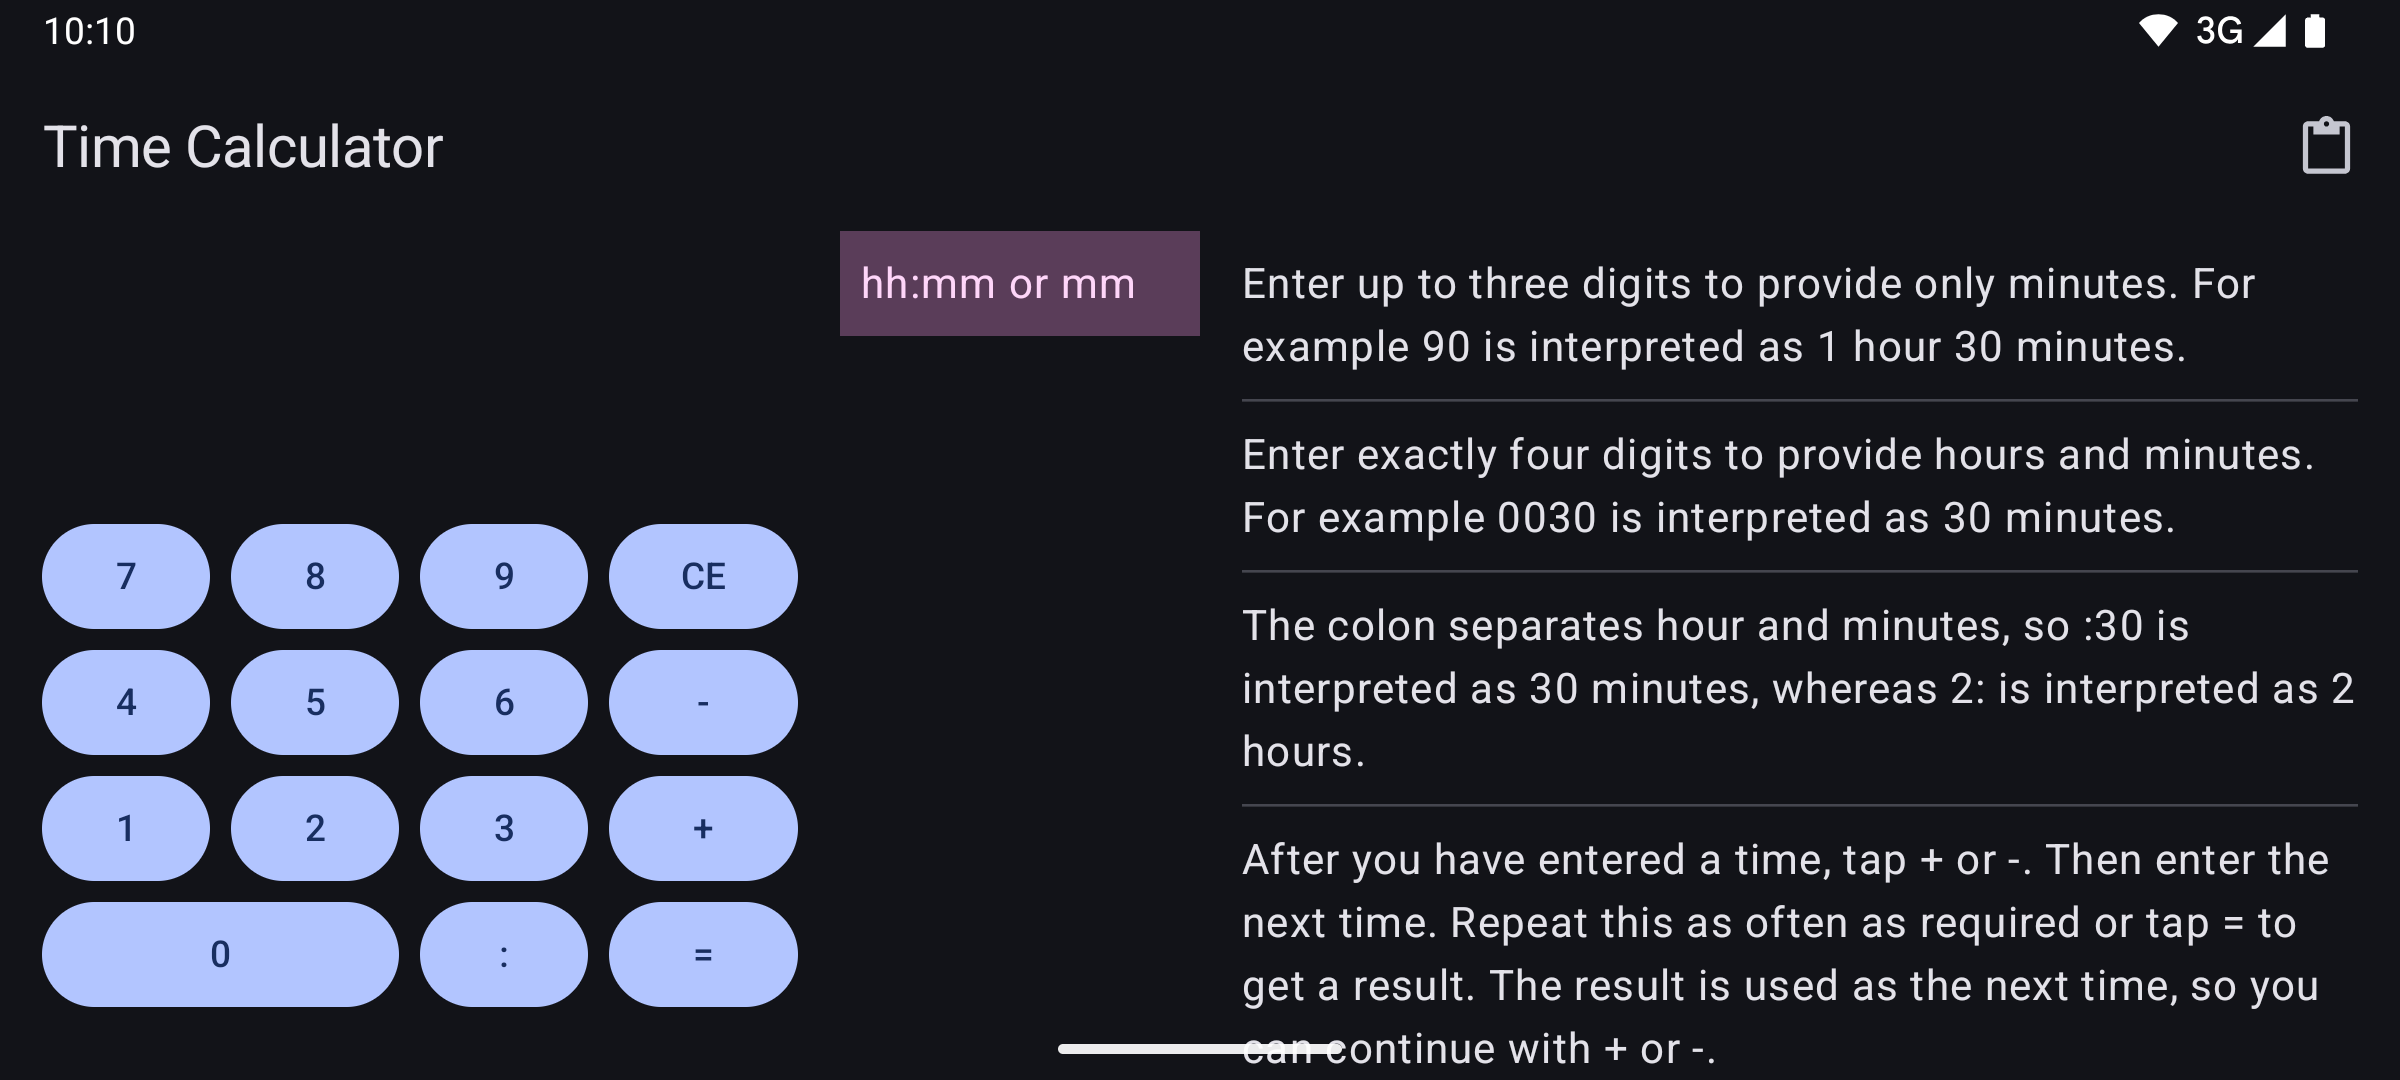 10:10
3G
Time Calculator
hh:mm or mm
7
8
9
CE
4
5
6
-
1
2
3
+
0
:
=
Enter up to three digits to provide only minutes. For
example 90 is interpreted as 1 hour 30 minutes.
Enter exactly four digits to provide hours and minutes.
For example 0030 is interpreted as 30 minutes.
The colon separates hour and minutes, so :30 is
interpreted as 30 minutes, whereas 2: is interpreted as 2
hours.
After you have entered a time, tap + or -. Then enter the
next time. Repeat this as often as required or tap = to
get a result. The result is used as the next time, so you
can continue with + or -.